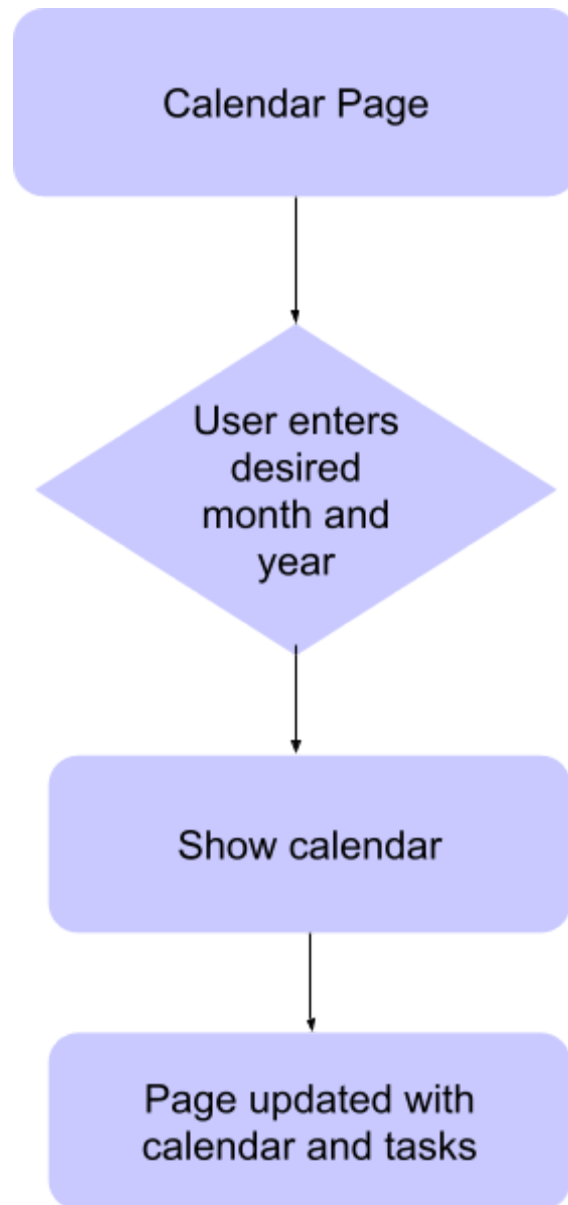 Calendar Page
User enters
desired
month and
year
Show calendar
Page updated with
calendar and tasks